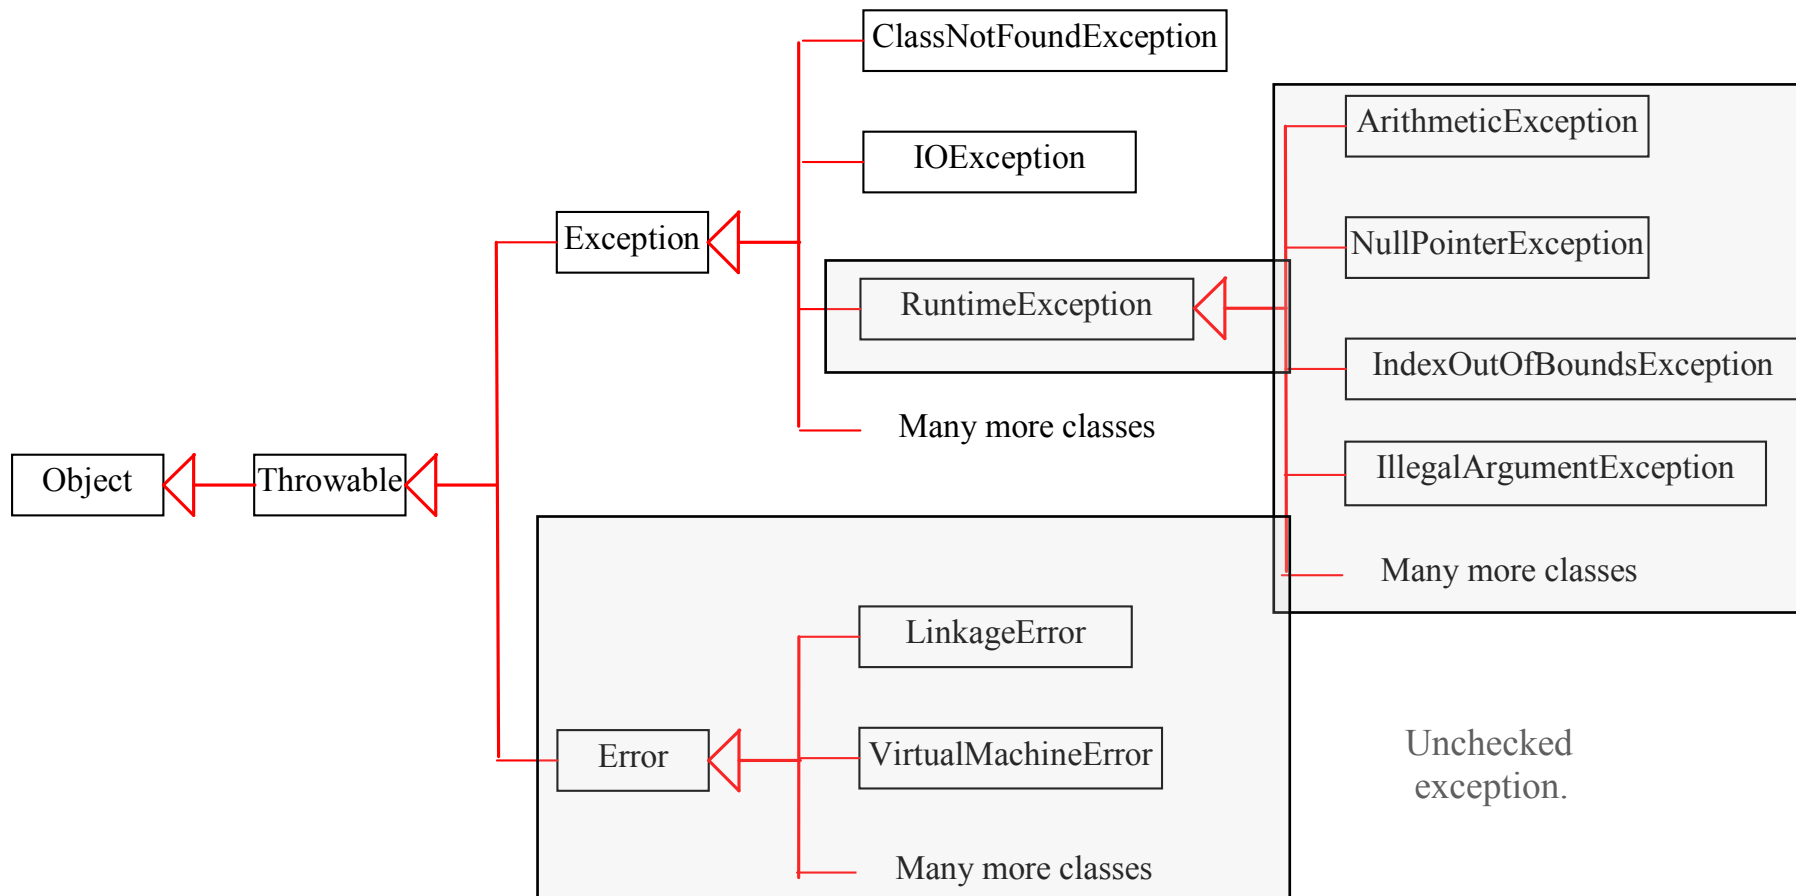 ClassNotFoundException
ArithmeticException
IOException
NullPointerException
Exception
RuntimeException
IndexOutOfBoundsException
Many more classes
Object
Throwable
IllegalArgumentException
Many more classes
LinkageError
Error
VirtualMachineError
Unchecked
exception.
Many more classes